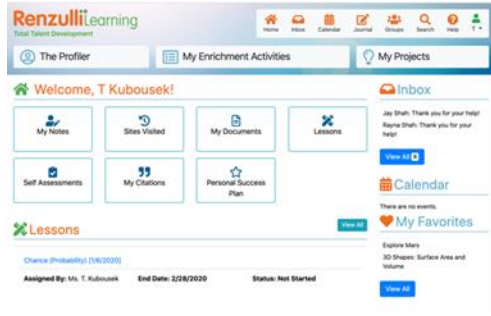 RenzulliLearning
Total Talent Development
Home Inbox Calendar Journal Groups Search Help T
The Profiler
My Enrichment Activities
My Projects
Welcome, T Kubousek!
My Notes
Sites Visited
My Documents
Lessons
Self Assessments
My Citations
Personal Success
Plan
Lessons
View All
Chance (Probability) [1/6/2020]
Assigned By: Ms. T. Kubousek End Date: 2/28/2020 Status: Not Started
Inbox
Jay Shah: Thank you for your help!
Rayna Shah: Thank you for your
help!
View All
Calendar
There are no events.
My Favorites
Explore Mars
3D Shapes: Surface Area and
Volume
View All